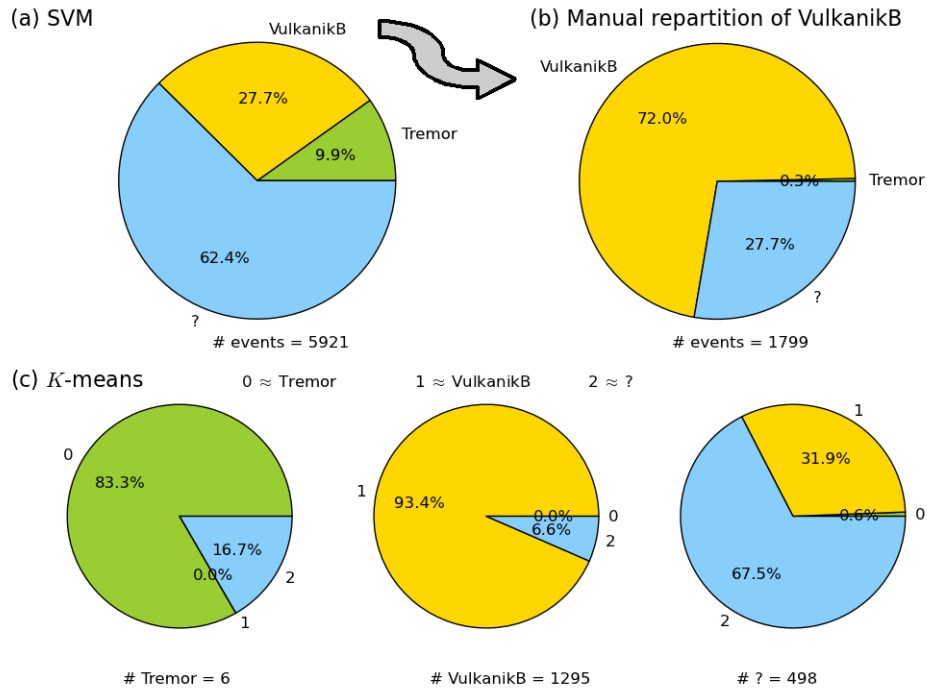 (a) SVM
(b) Manual repartition of VulkanikB
VulkanikB
27.7%
Tremor
9.9%
62.4%
?
# events = 5921
VulkanikB
72.0%
0.3%
Tremor
27.7%
?
# events = 1799
(c) K-means
0 ≈ Tremor
1 ≈ VulkanikB
2 ≈ ?
0
83.3%
16.7%
0.0%
2
1
# Tremor = 6
1
93.4%
0.0%
0
6.6%
2
# VulkanikB = 1295
1
31.9%
0.6%
0
67.5%
2
# ? = 498